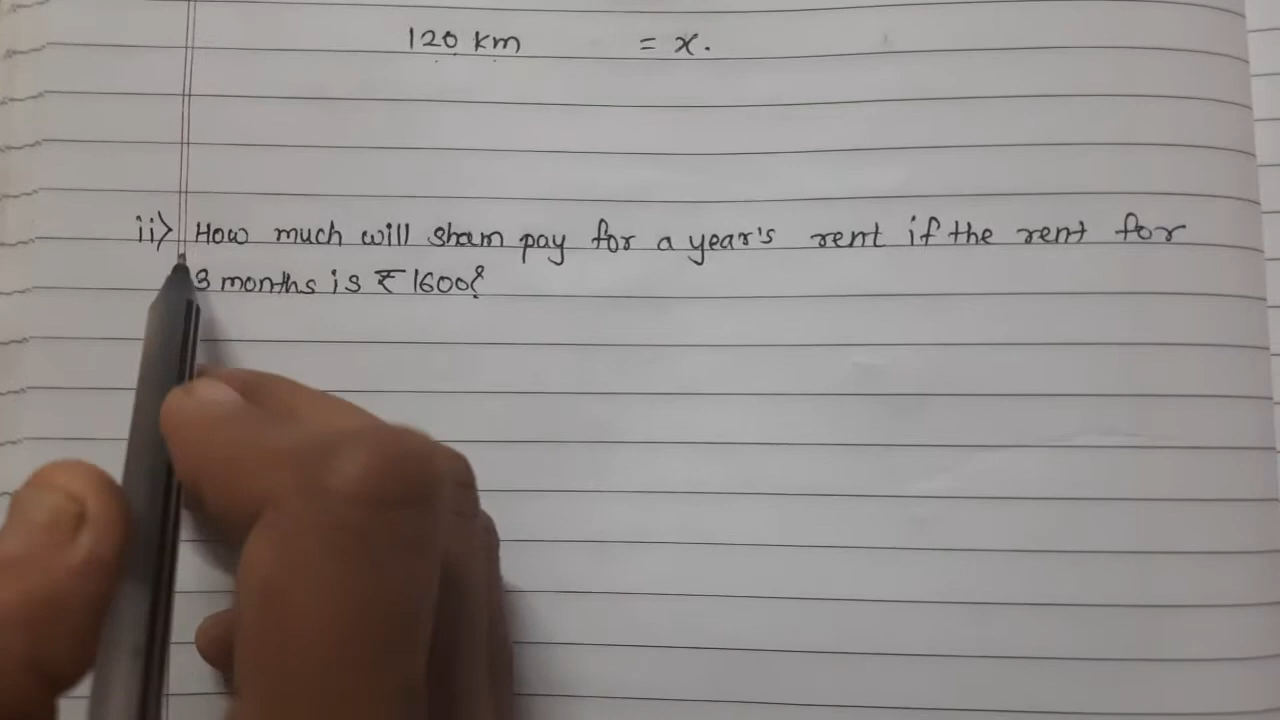 120 km = x.
ii) How much will sham pay for a year's rent if the rent for
3 months is ₹ 1600?